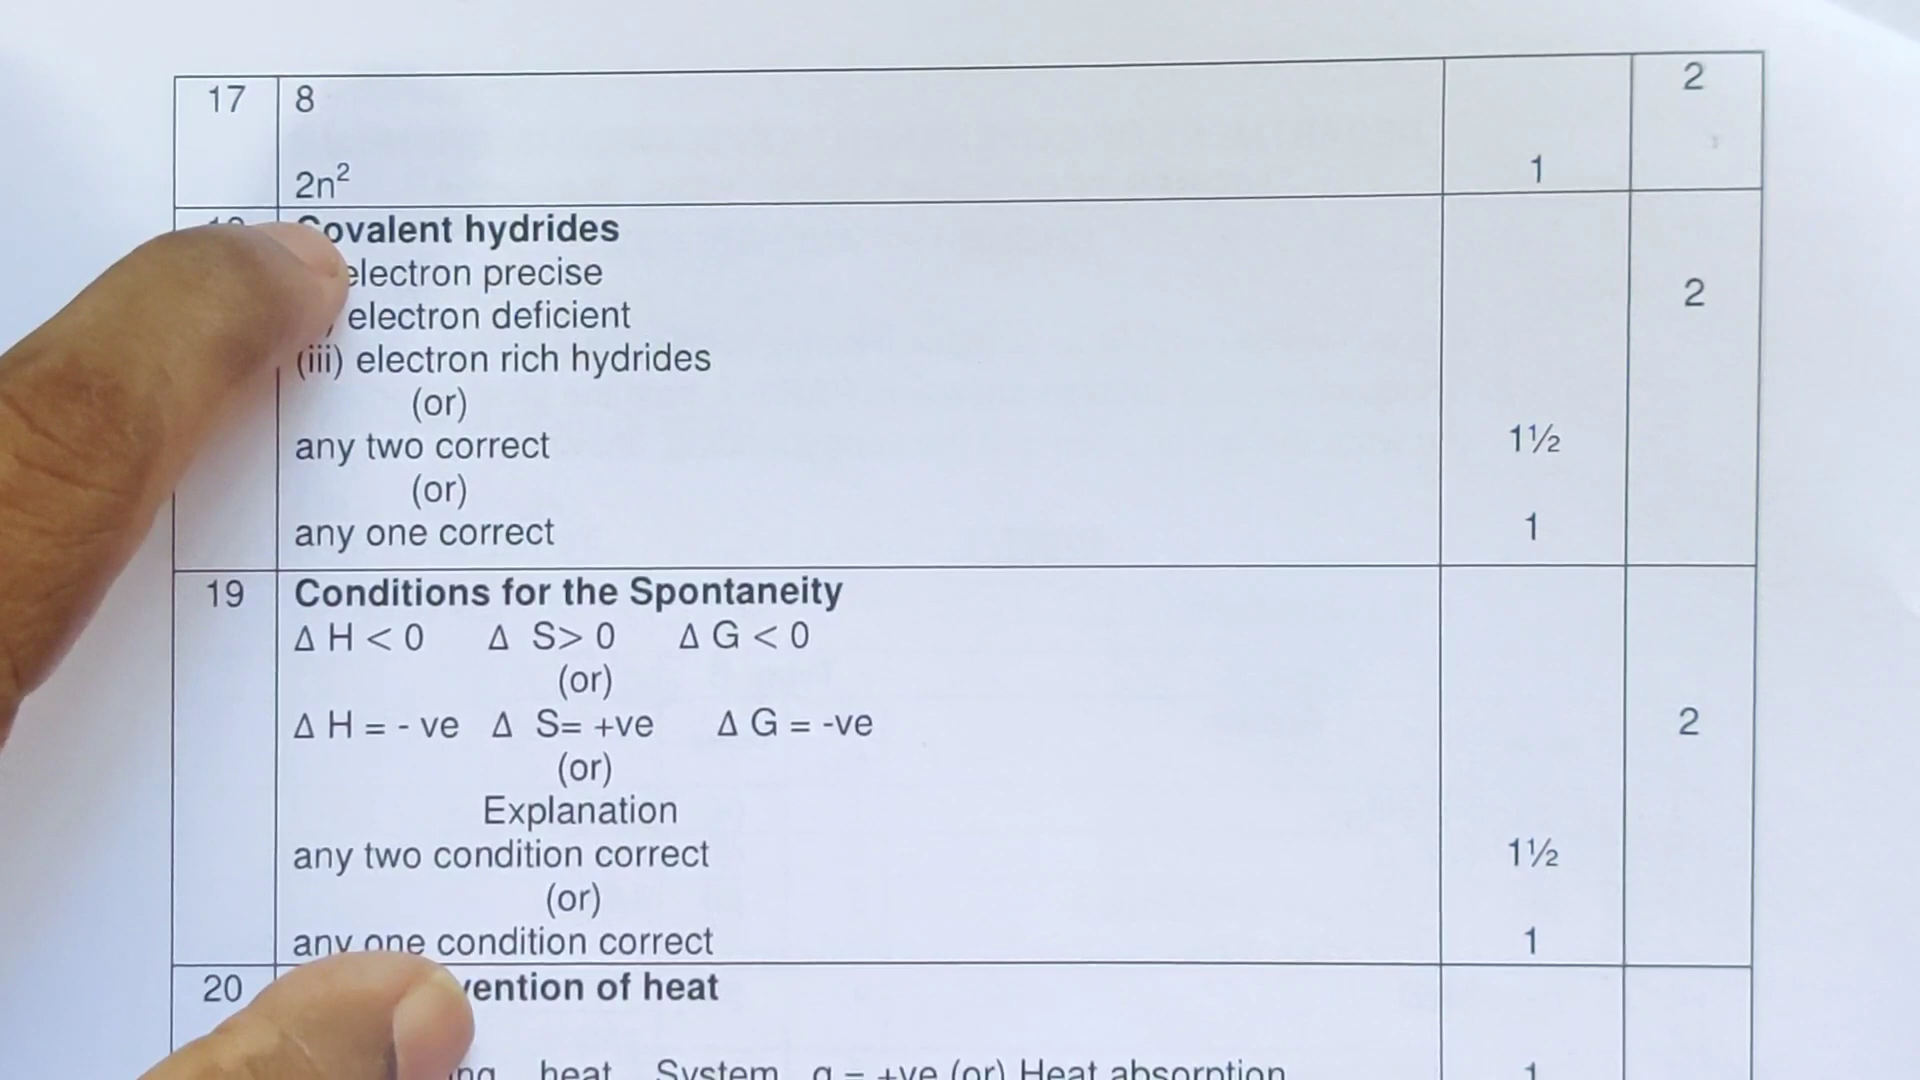 17 8 2
2n² 1
ovalent hydrides
electron precise
electron deficient 2
(iii) electron rich hydrides
(or)
any two correct 1½
(or)
any one correct 1
19 Conditions for the Spontaneity
Δ H < 0 Δ S> 0 Δ G < 0
(or)
Δ H = - ve Δ S= +ve Δ G = -ve 2
(or)
Explanation
any two condition correct 1½
(or)
any one condition correct 1
20 vention of heat
heat System q = +ve (or) Heat absorption 1